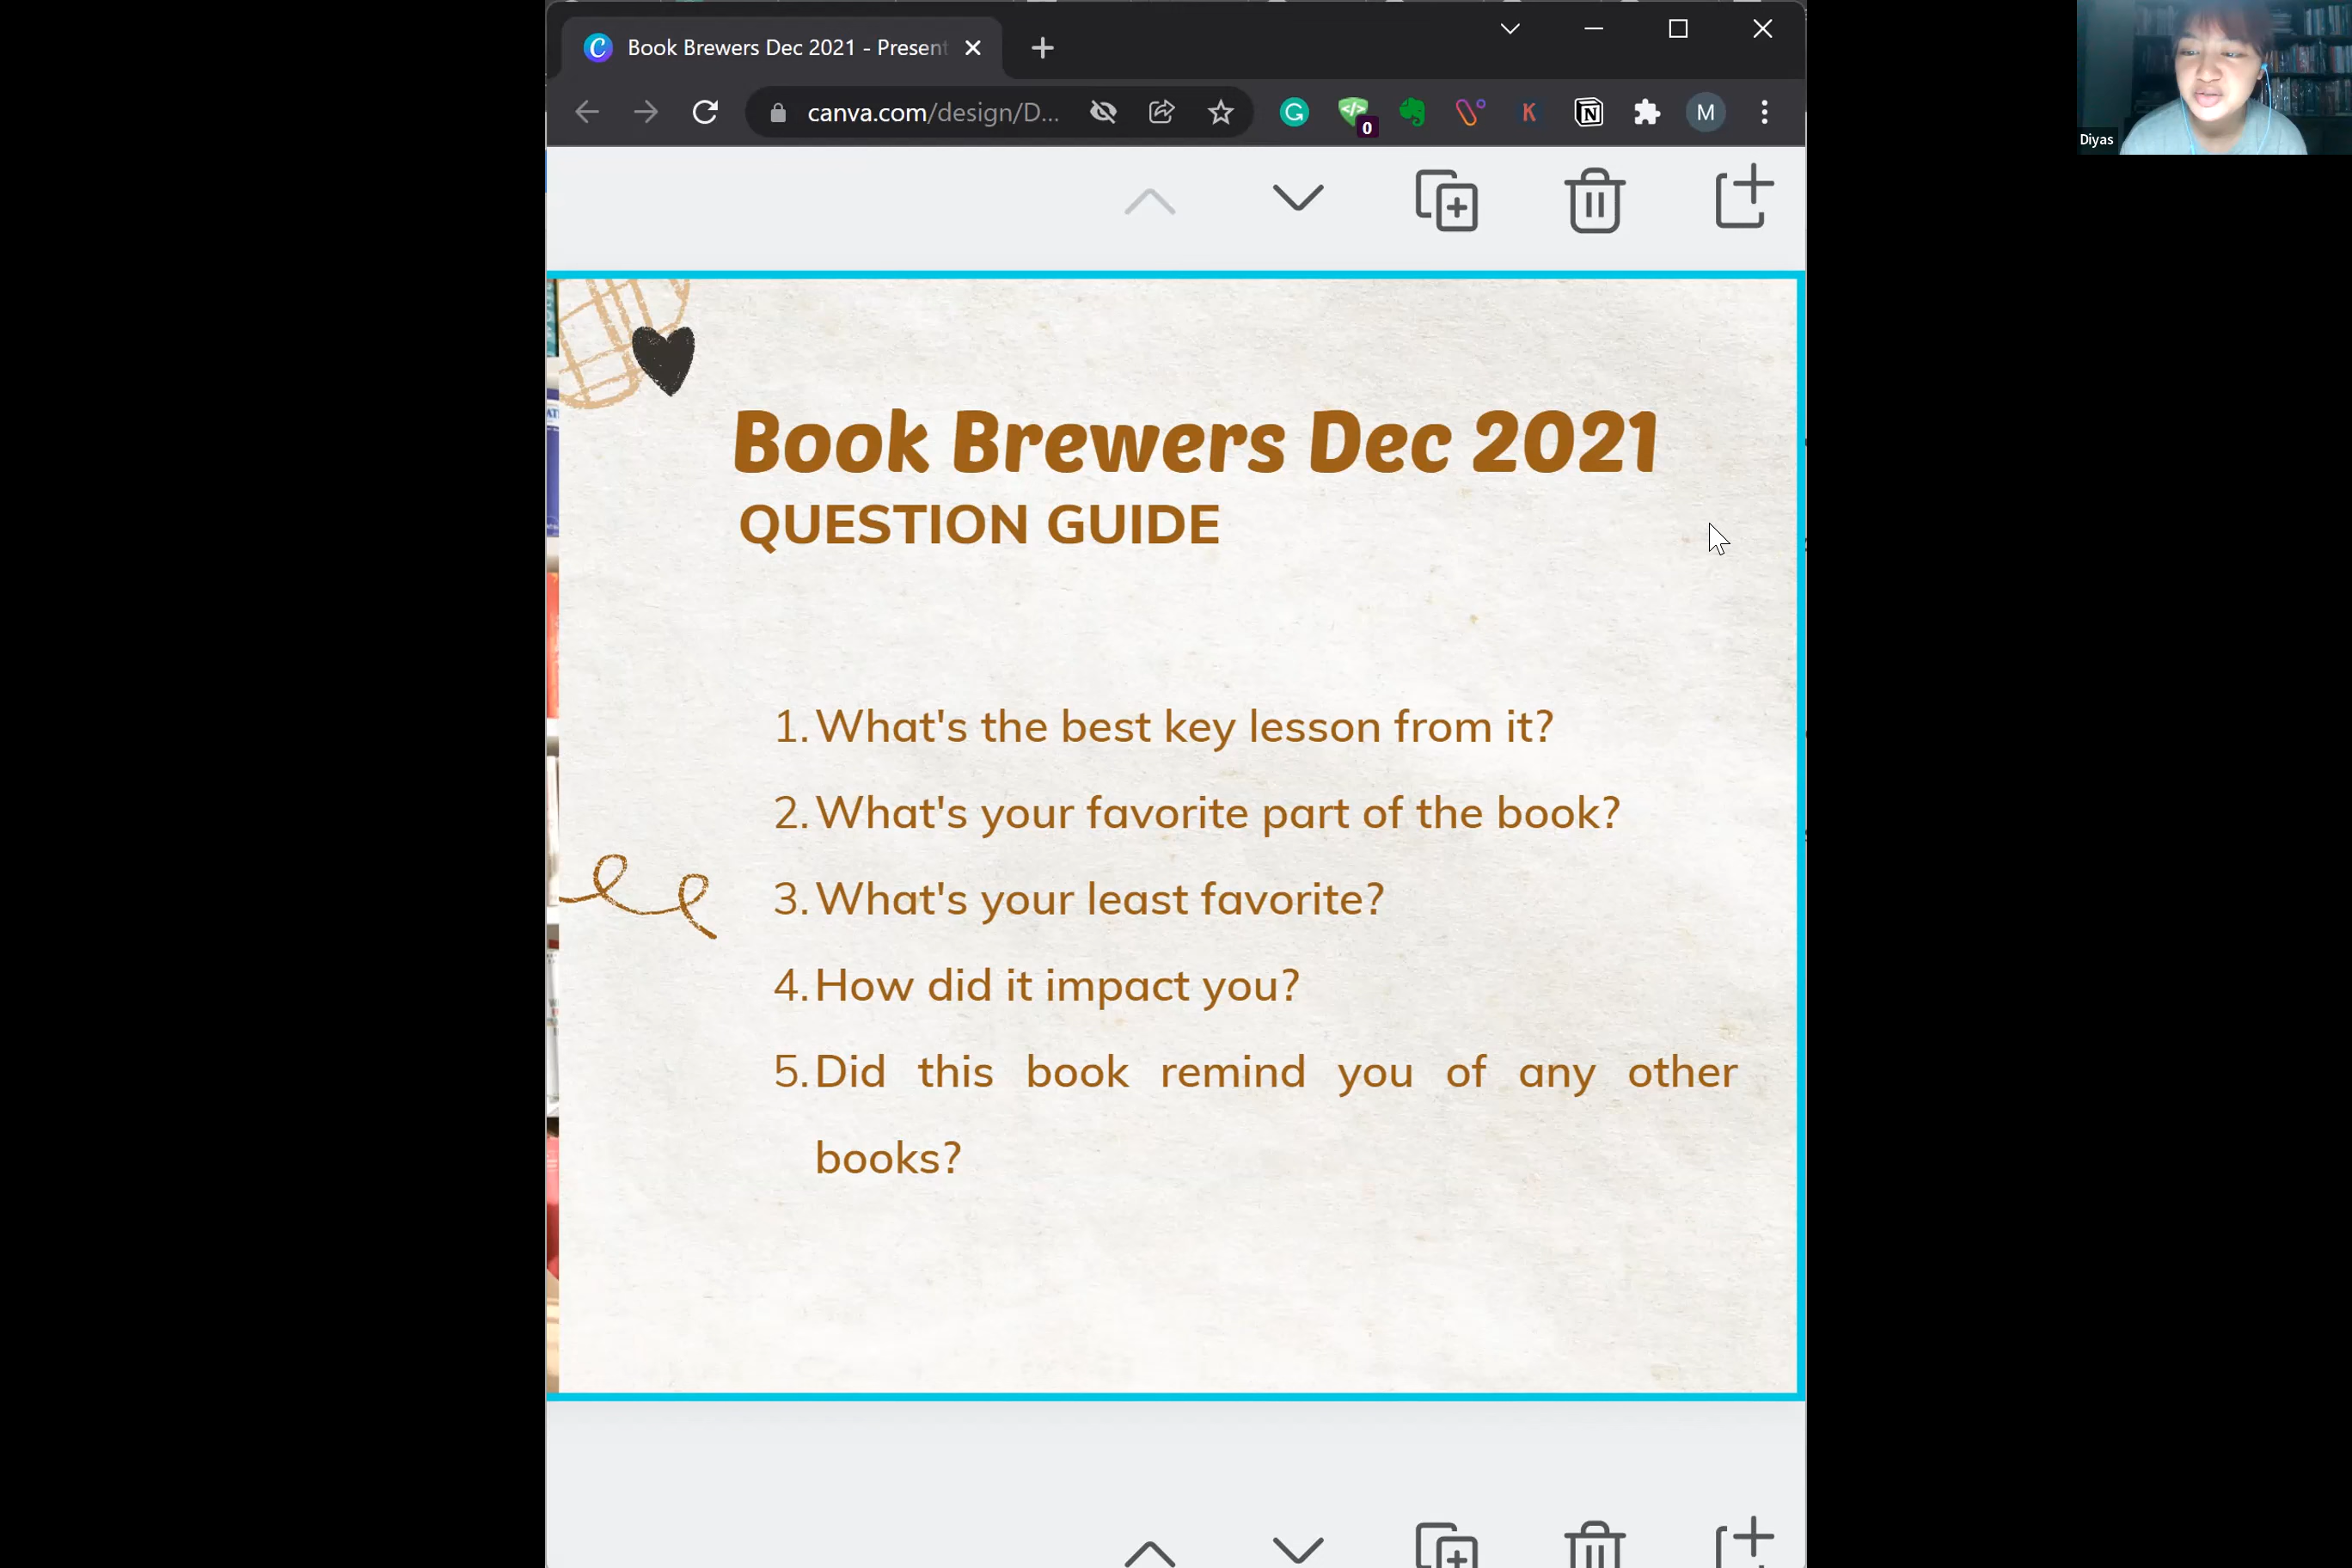 Book Brewers Dec 2021 - Present
canva.com/design/D...
0
M
Diyas
Book Brewers Dec 2021
QUESTION GUIDE
1. What's the best key lesson from it?
2. What's your favorite part of the book?
3. What's your least favorite?
4. How did it impact you?
5. Did this book remind you of any other
books?